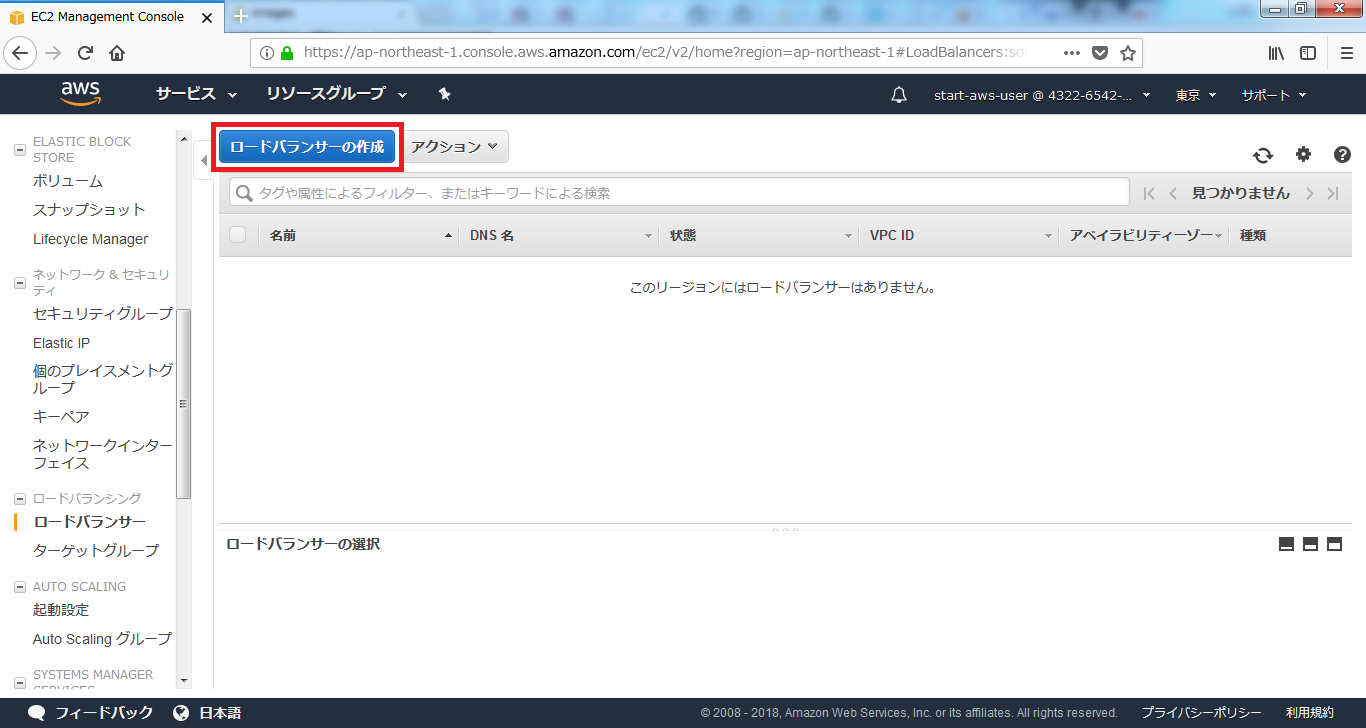 EC2 Management Console
https://ap-northeast-1.console.aws.amazon.com/ec2/v2/home?region=ap-northeast-1#LoadBalancers:so
aws サービス リソースグループ start-aws-user @ 4322-6542-... 東京 サポート
ELASTIC BLOCK
STORE
ボリューム
スナップショット
Lifecycle Manager
ネットワーク & セキュリ
ティ
セキュリティグループ
Elastic IP
個のプレイスメントグ
ループ
キーペア
ネットワークインター
フェイス
ロードバランシング
ロードバランサー
ターゲットグループ
AUTO SCALING
起動設定
Auto Scaling グループ
SYSTEMS MANAGER
SERVICES
ロードバランサーの作成 アクション
タグや属性によるフィルター、またはキーワードによる検索 見つかりません
名前 DNS 名 状態 VPC ID アベイラビリティーゾー 種類
このリージョンにはロードバランサーはありません。
ロードバランサーの選択
フィードバック 日本語 © 2008 - 2018, Amazon Web Services, Inc. or its affiliates. All rights reserved. プライバシーポリシー 利用規約